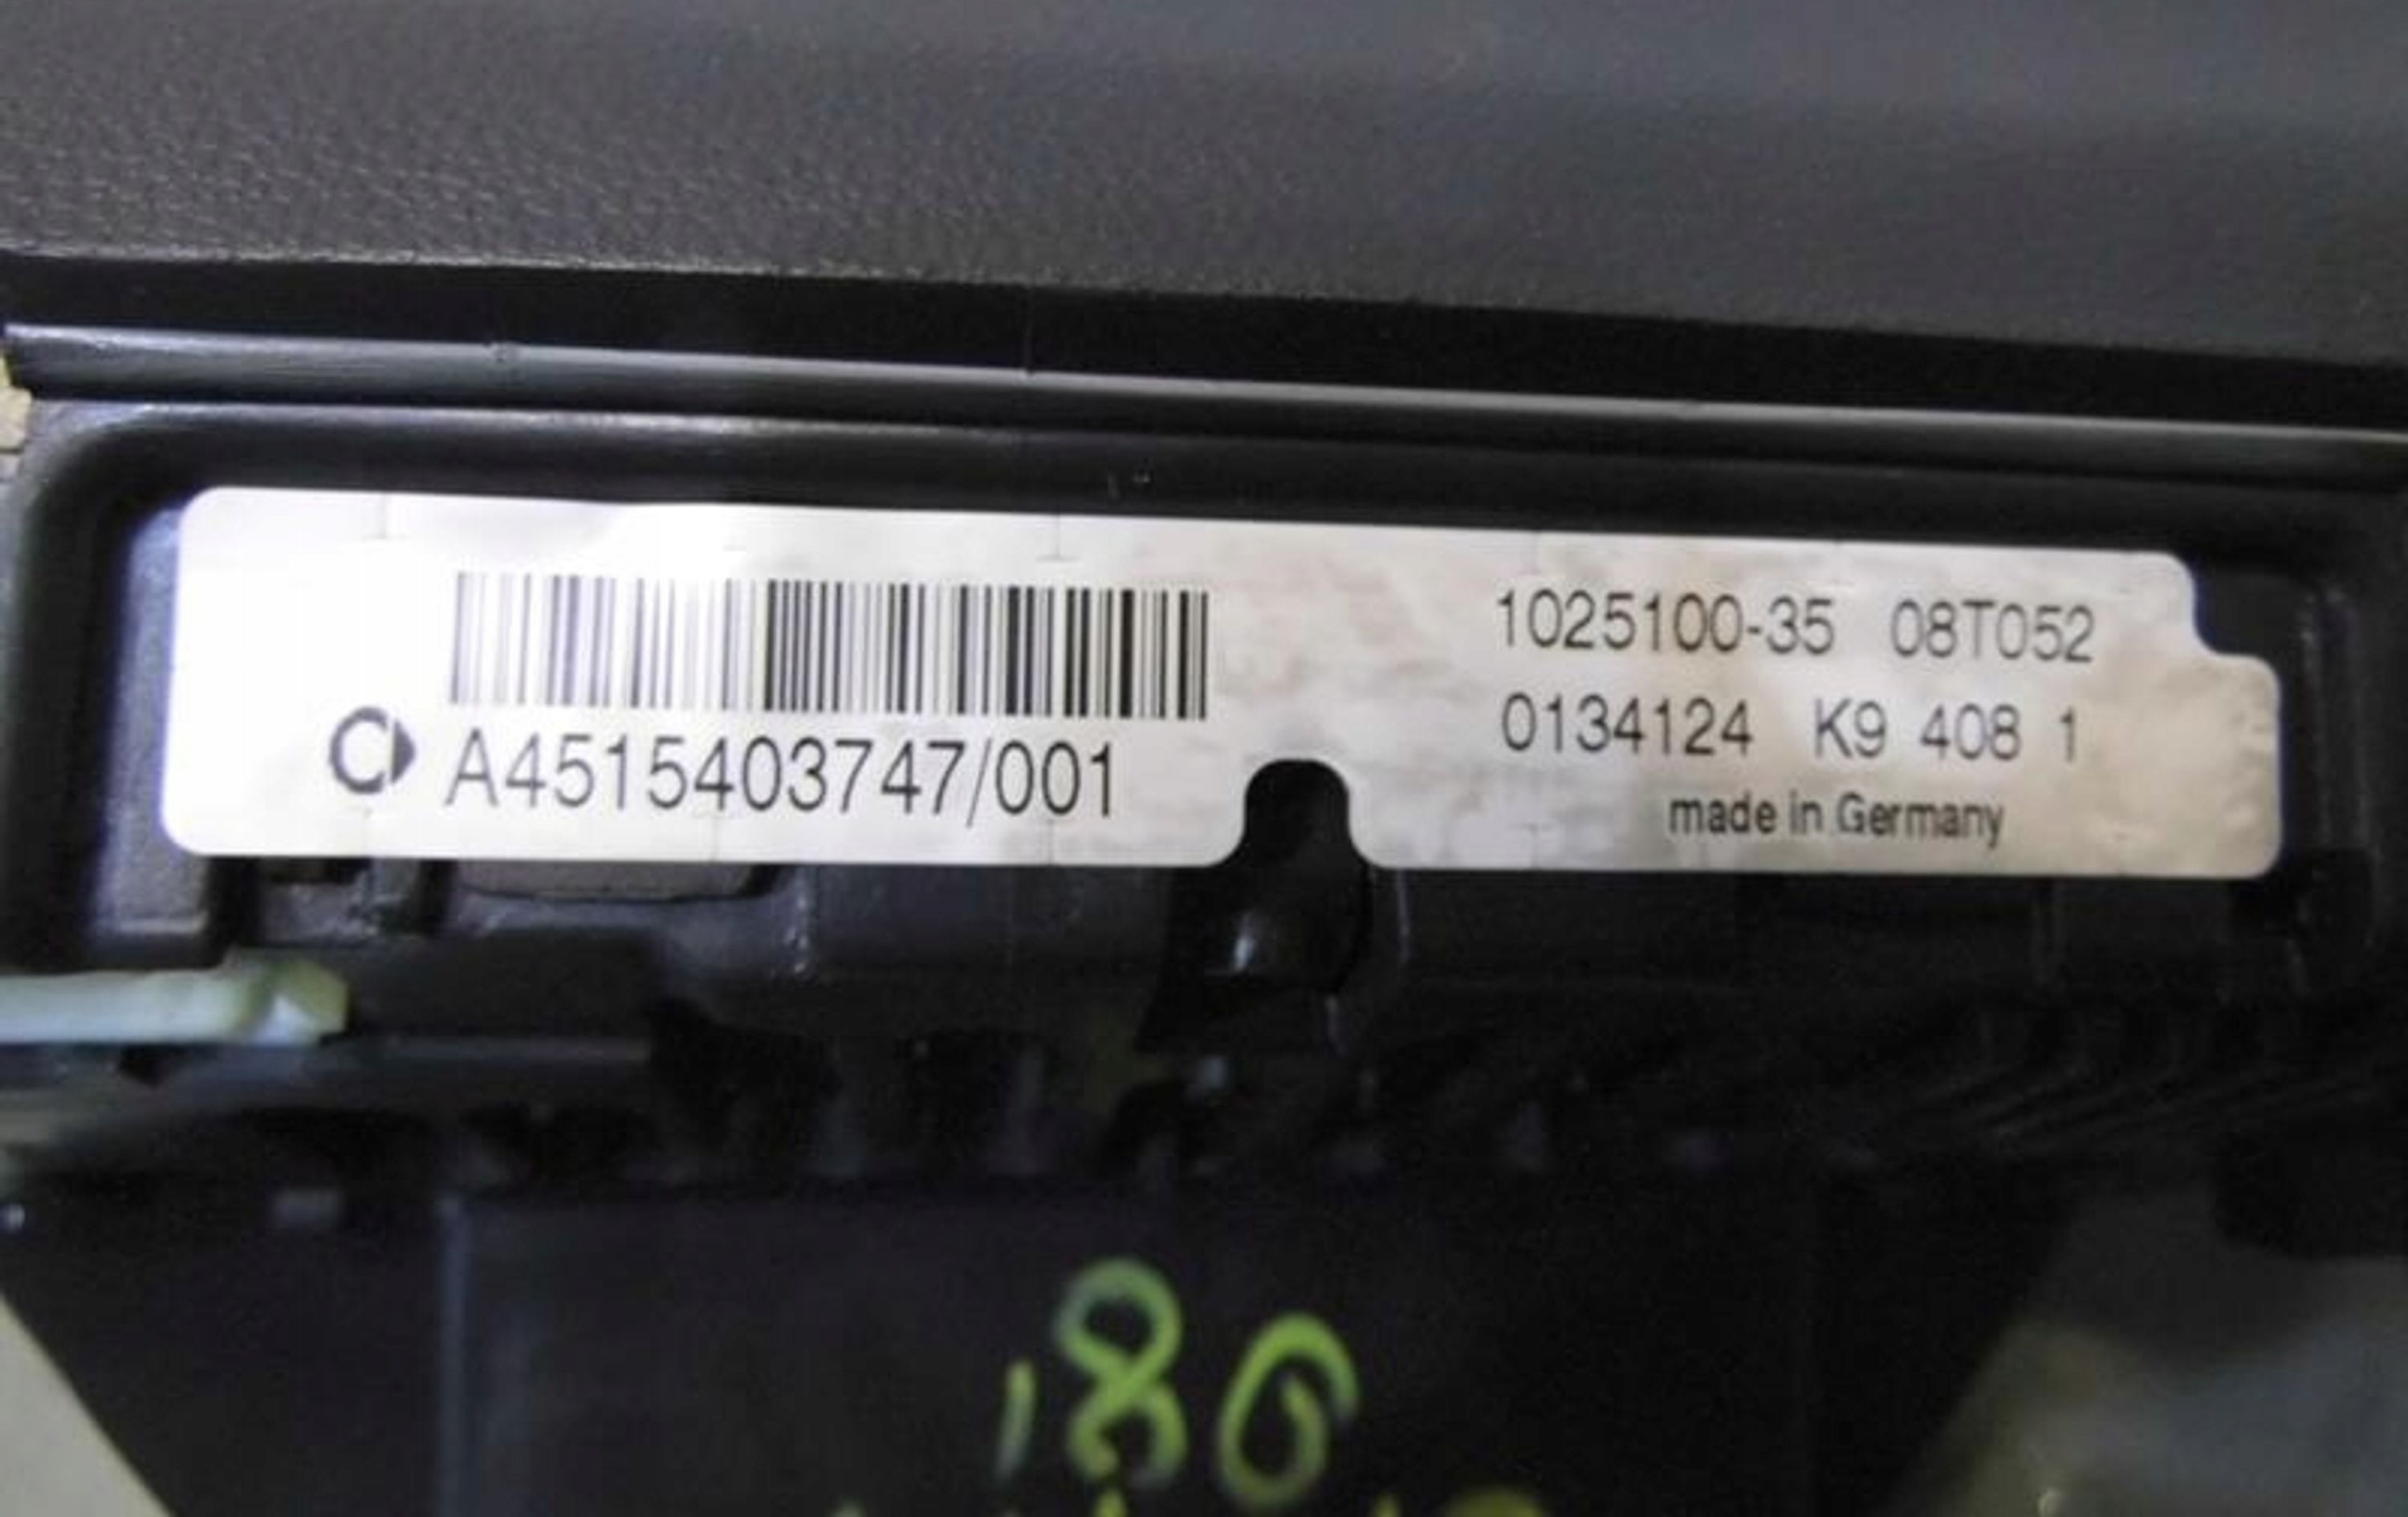 1025100-35 08T052
A4515403747/001
0134124 K9 408 1
made in Germany
180